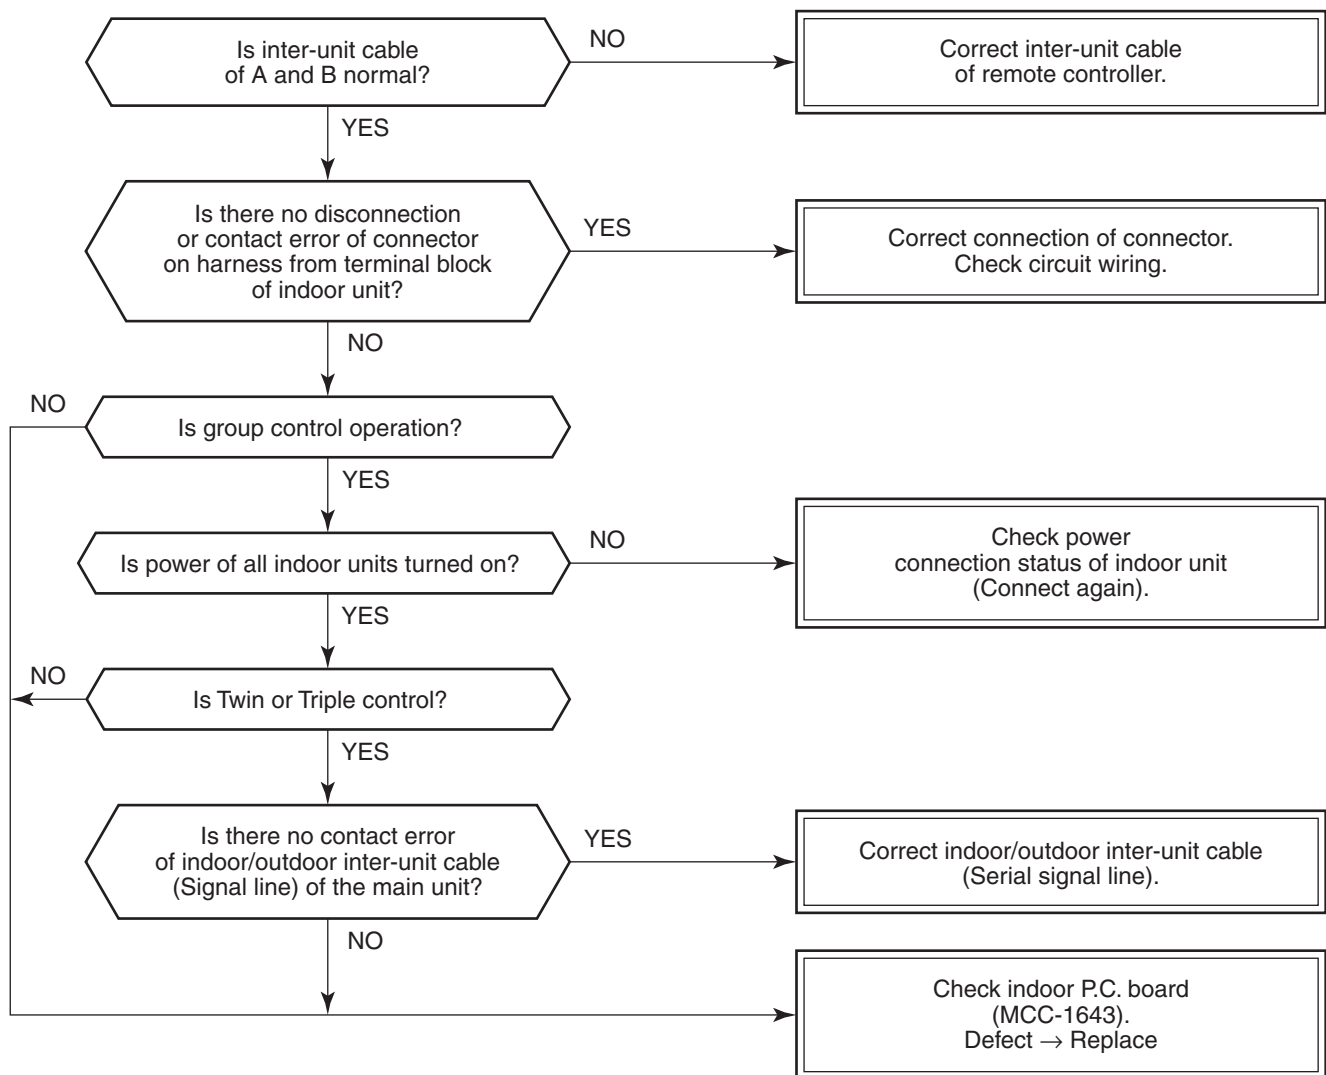 Is inter-unit cable
of A and B normal?
NO
Correct inter-unit cable
of remote controller.
YES
Is there no disconnection
or contact error of connector
on harness from terminal block
of indoor unit?
YES
Correct connection of connector.
Check circuit wiring.
NO
NO
Is group control operation?
YES
Is power of all indoor units turned on?
NO
Check power
connection status of indoor unit
(Connect again).
YES
NO
Is Twin or Triple control?
YES
Is there no contact error
of indoor/outdoor inter-unit cable
(Signal line) of the main unit?
YES
Correct indoor/outdoor inter-unit cable
(Serial signal line).
NO
Check indoor P.C. board
(MCC-1643).
Defect → Replace